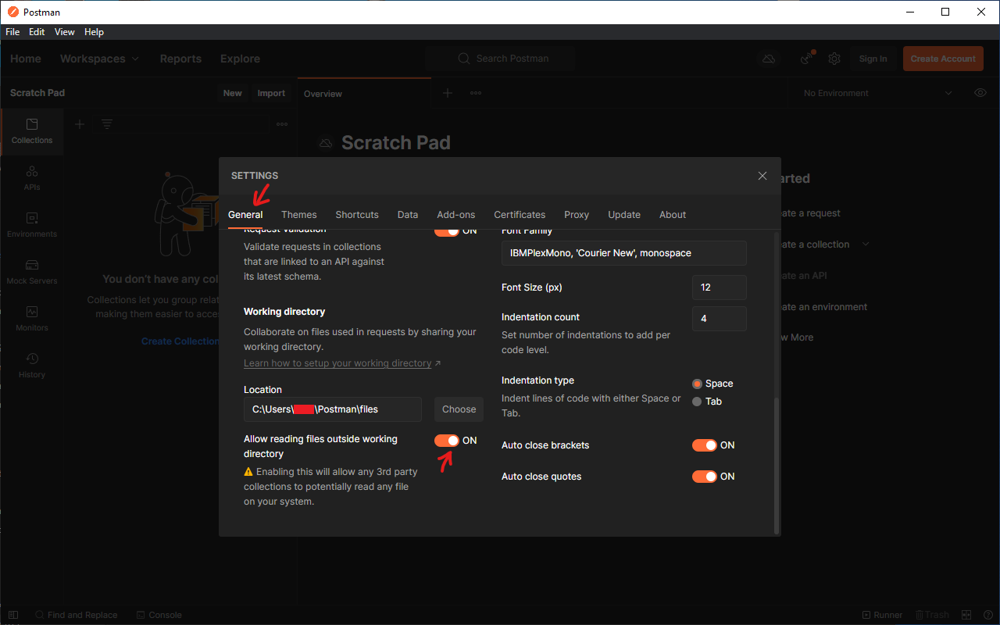 Postman
File Edit View Help
Home Workspaces Reports Explore
Search Postman
Sign In
Create Account
Scratch Pad
New
Import
Overview
No Environment
Collections
APIs
Environments
Mock Servers
Monitors
History
You don't have any col
Collections let you group relat
making them easier to acces
Create Collection
Scratch Pad
arted
eate a request
eate a collection
eate an API
eate an environment
w More
SETTINGS
General Themes Shortcuts Data Add-ons Certificates Proxy Update About
Request validation
ON
Validate requests in collections
that are linked to an API against
its latest schema.
Working directory
Collaborate on files used in requests by sharing your
working directory.
Learn how to setup your working directory ↗
Location
C:\Users\ \Postman\files
Choose
Allow reading files outside working
directory
ON
⚠ Enabling this will allow any 3rd party
collections to potentially read any file
on your system.
Font Family
IBMPlexMono, 'Courier New', monospace
Font Size (px)
12
Indentation count
4
Set number of indentations to add per
code level.
Indentation type
Indent lines of code with either Space or
Tab.
Space
Tab
Auto close brackets
ON
Auto close quotes
ON
Find and Replace
Console
Runner
Trash